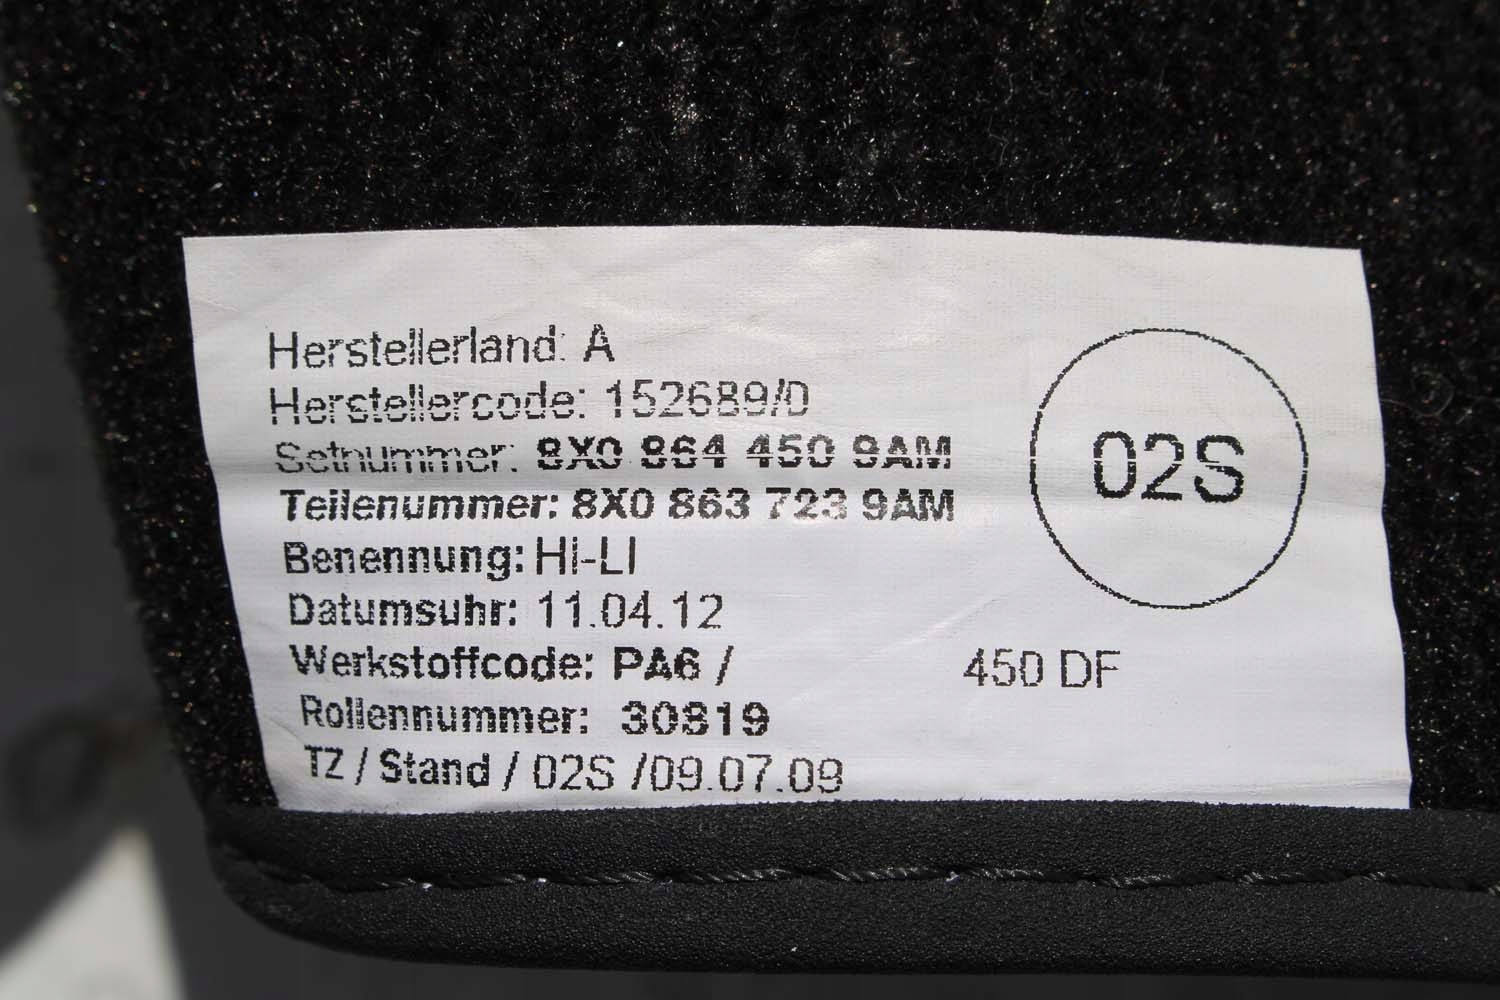 Herstellerland: A
Herstellercode: 152689/D
Setnummer: 8X0 864 450 9AM
02S
Teilenummer: 8X0 863 723 9AM
Benennung: HI-LI
Datumsuhr: 11.04.12
Werkstoffcode: PA6 / 450 DF
Rollennummer: 30819
TZ / Stand / 02S /09.07.09